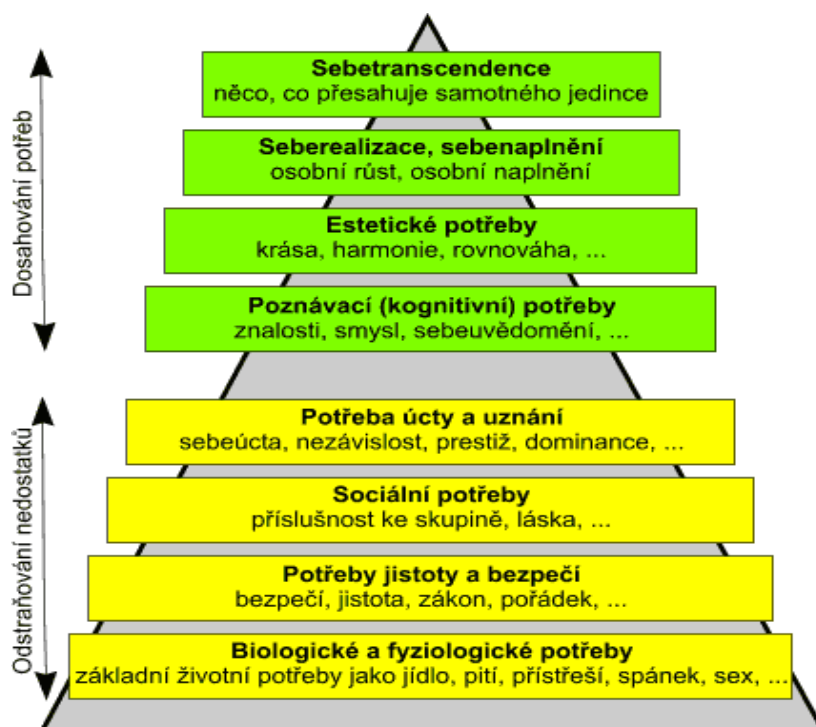 Dosahování potřeb
Sebetranscendence
něco, co přesahuje samotného jedince
Seberealizace, sebenaplnění
osobní růst, osobní naplnění
Estetické potřeby
krása, harmonie, rovnováha, ...
Poznávací (kognitivní) potřeby
znalosti, smysl, sebeuvědomění, ...
Odstraňování nedostatků
Potřeba úcty a uznání
sebeúcta, nezávislost, prestiž, dominance, ...
Sociální potřeby
příslušnost ke skupině, láska, ...
Potřeby jistoty a bezpečí
bezpečí, jistota, zákon, pořádek, ...
Biologické a fyziologické potřeby
základní životní potřeby jako jídlo, pití, přístřeší, spánek, sex, ...